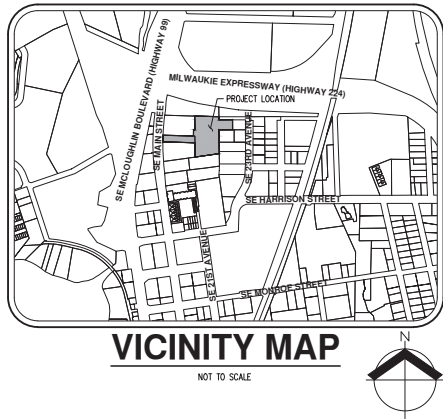 SE MCLOUGHLIN BOULEVARD (HIGHWAY 99)
MILWAUKIE EXPRESSWAY (HIGHWAY 224)
PROJECT LOCATION
SE MAIN STREET
SE 23RD AVENUE
SE HARRISON STREET
SE 21ST AVENUE
SE MONROE STREET
VICINITY MAP
NOT TO SCALE
N